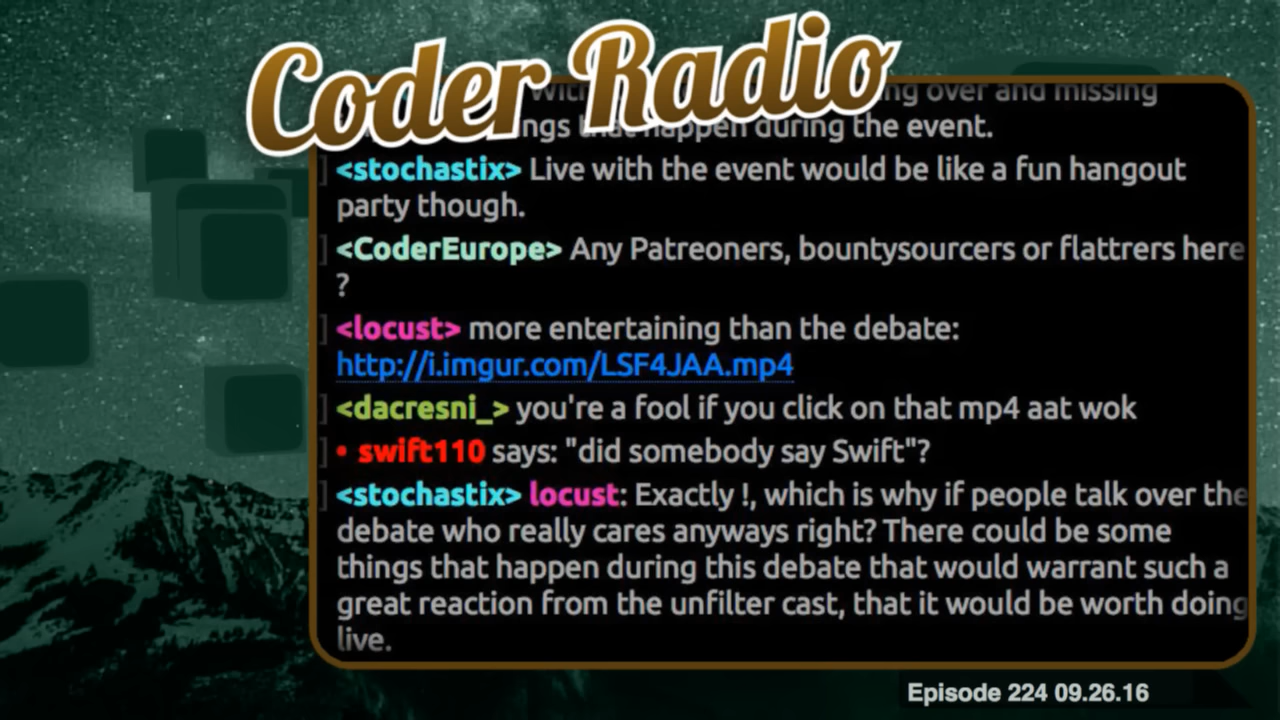 Coder Radio
ng over and missing
ngs that happen during the event.
<stochastix> Live with the event would be like a fun hangout
party though.
<CoderEurope> Any Patreoners, bountysourcers or flattrers here
?
<locust> more entertaining than the debate:
http://i.imgur.com/LSF4JAA.mp4
<dacresni_> you're a fool if you click on that mp4 aat wok
• swift110 says: "did somebody say Swift"?
<stochastix> locust: Exactly !, which is why if people talk over the
debate who really cares anyways right? There could be some
things that happen during this debate that would warrant such a
great reaction from the unfilter cast, that it would be worth doing
live.
Episode 224 09.26.16